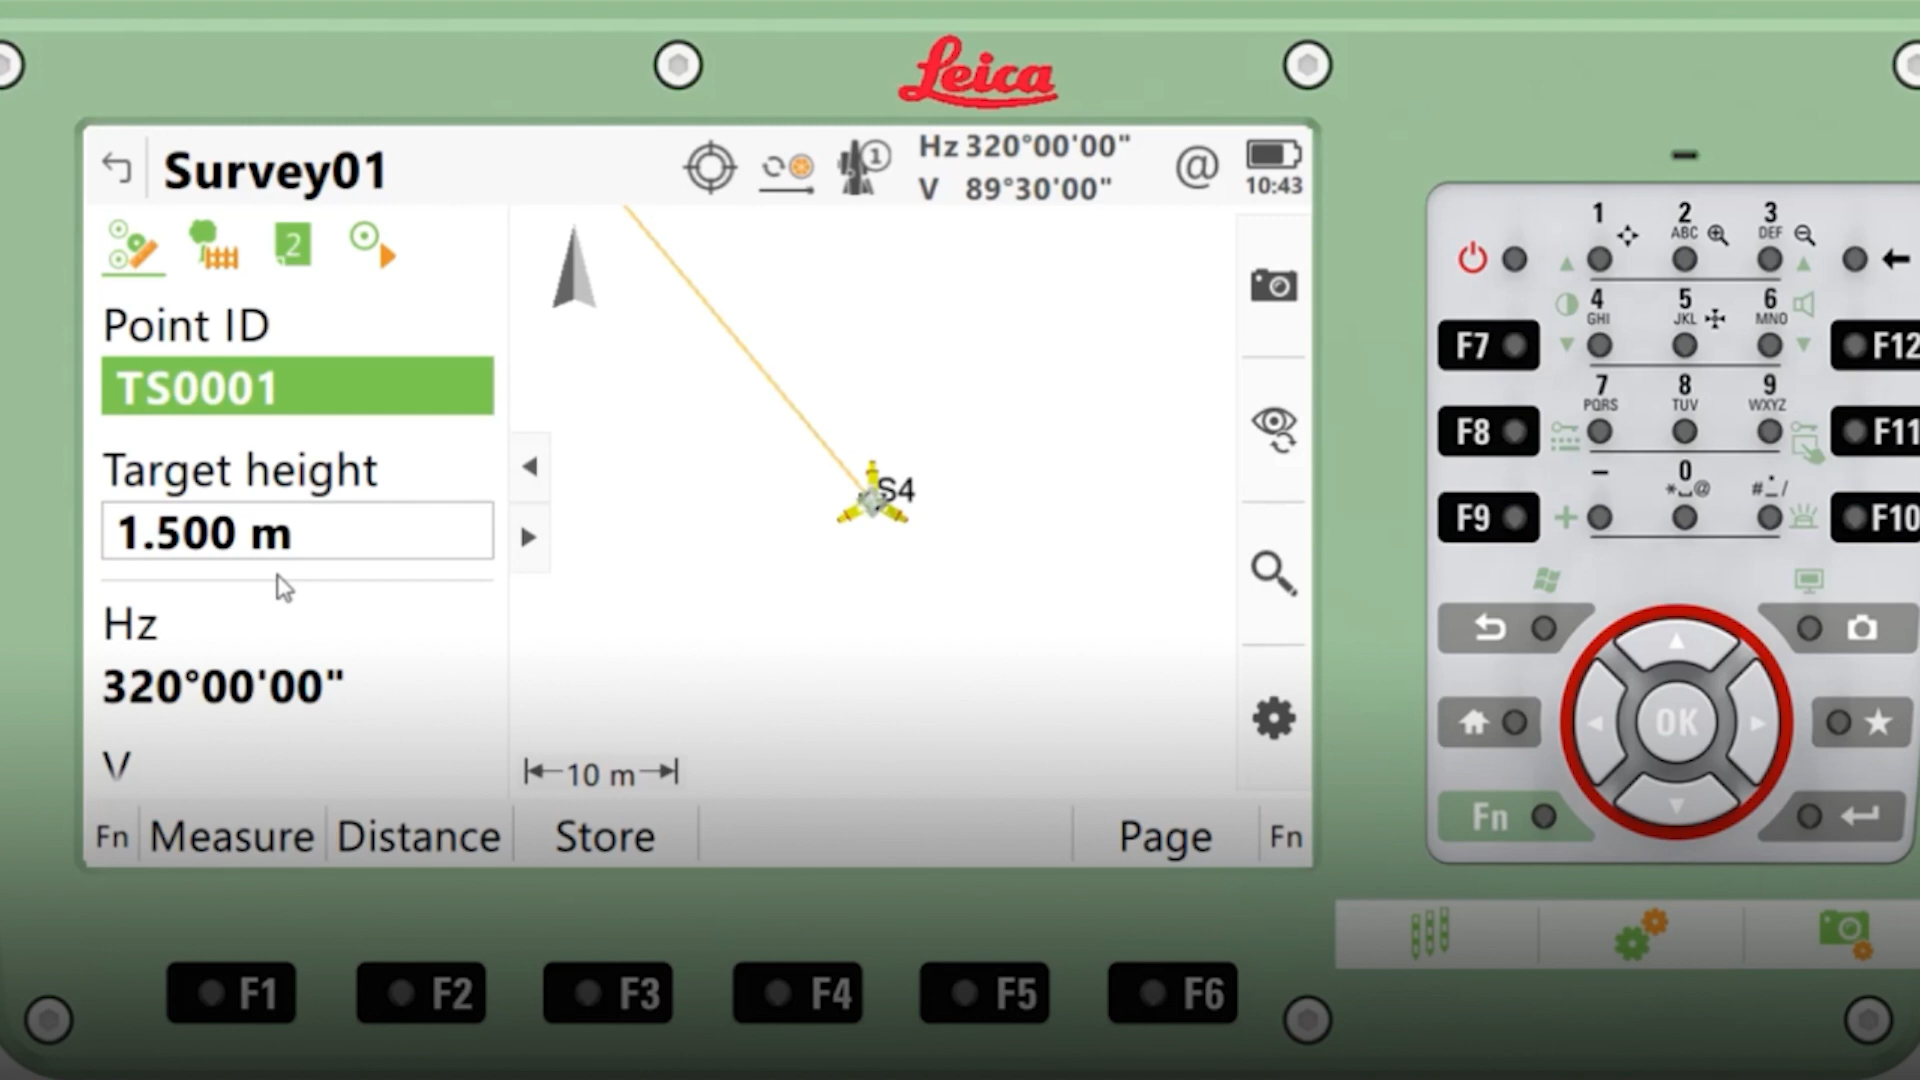 Leica
Survey01
1
Hz 320°00'00"
V 89°30'00"
@
10:43
2
Point ID
TS0001
Target height
1.500 m
Hz
320°00'00"
V
S4
10 m
Fn
Measure
Distance
Store
Page
Fn
F1
F2
F3
F4
F5
F6
1
2
ABC
3
DEF
4
GHI
5
JKL
6
MNO
7
PQRS
8
TUV
9
WXYZ
-
0
*␣@
#./
F7
F8
F9
F12
F11
F10
OK
Fn